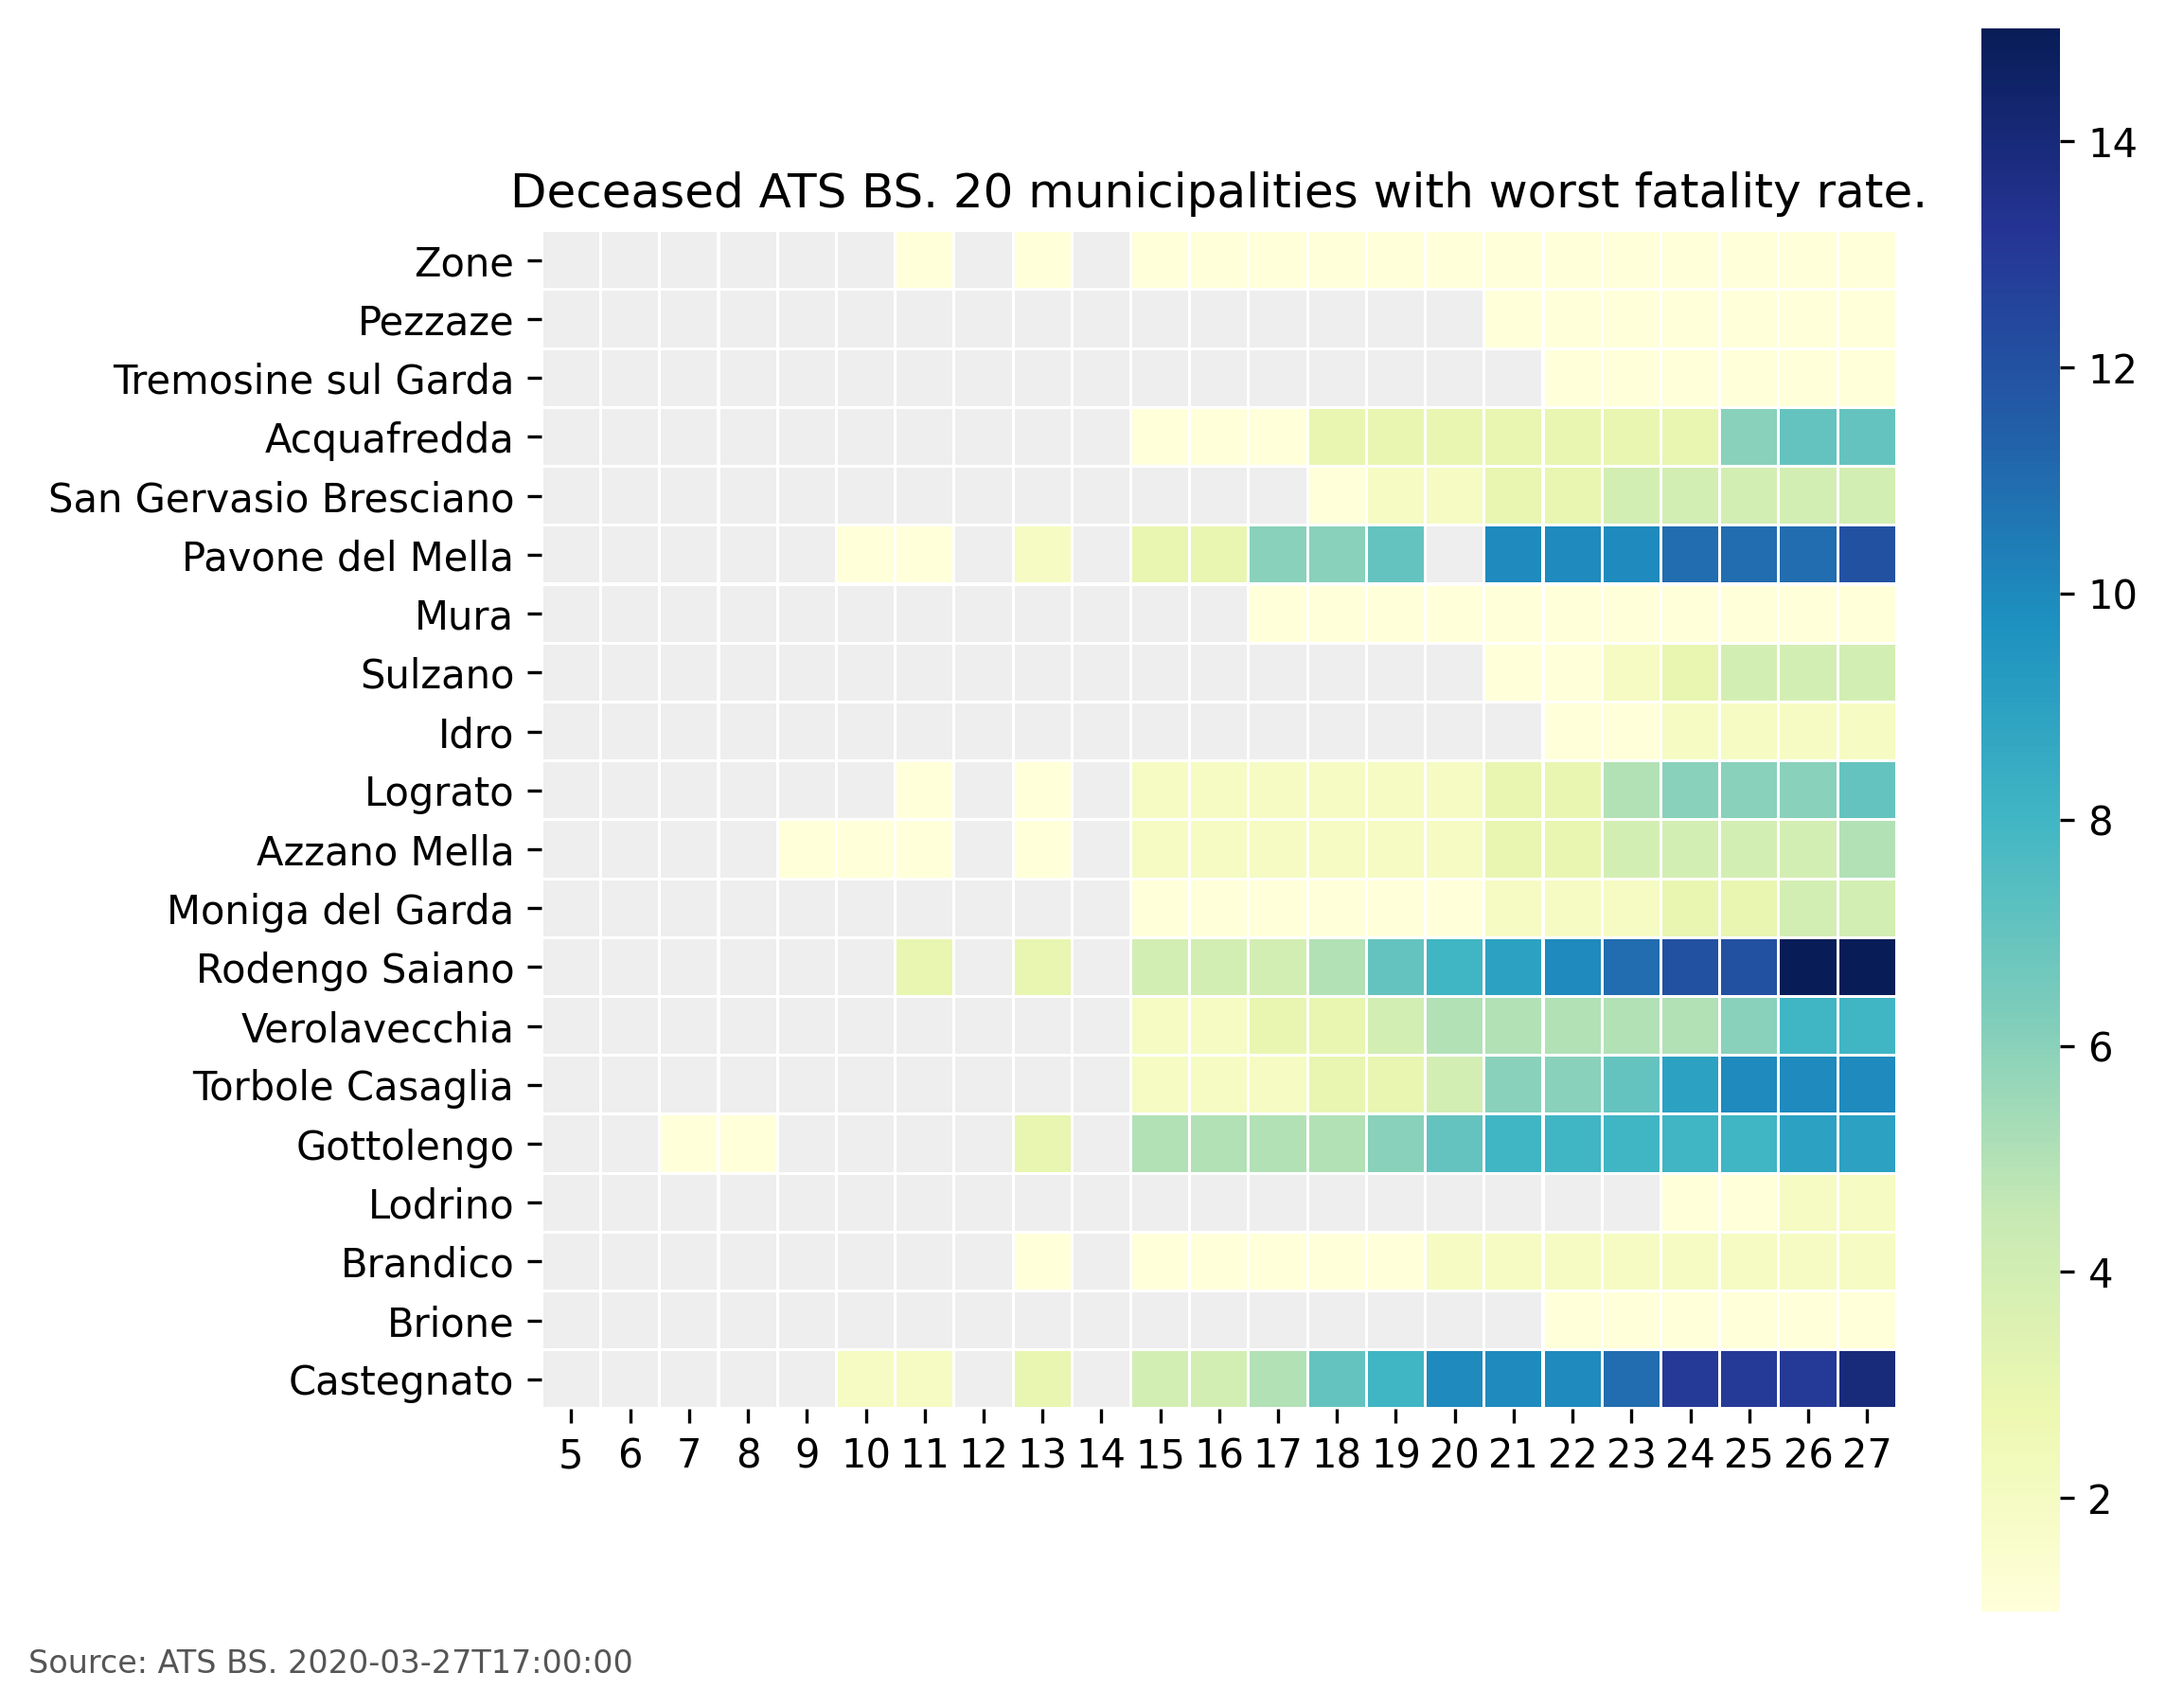 Deceased ATS BS. 20 municipalities with worst fatality rate.
Zone
Pezzaze
Tremosine sul Garda
Acquafredda
San Gervasio Bresciano
Pavone del Mella
Mura
Sulzano
Idro
Lograto
Azzano Mella
Moniga del Garda
Rodengo Saiano
Verolavecchia
Torbole Casaglia
Gottolengo
Lodrino
Brandico
Brione
Castegnato
5 6 7 8 9 10 11 12 13 14 15 16 17 18 19 20 21 22 23 24 25 26 27
14
12
10
8
6
4
2
Source: ATS BS. 2020-03-27T17:00:00